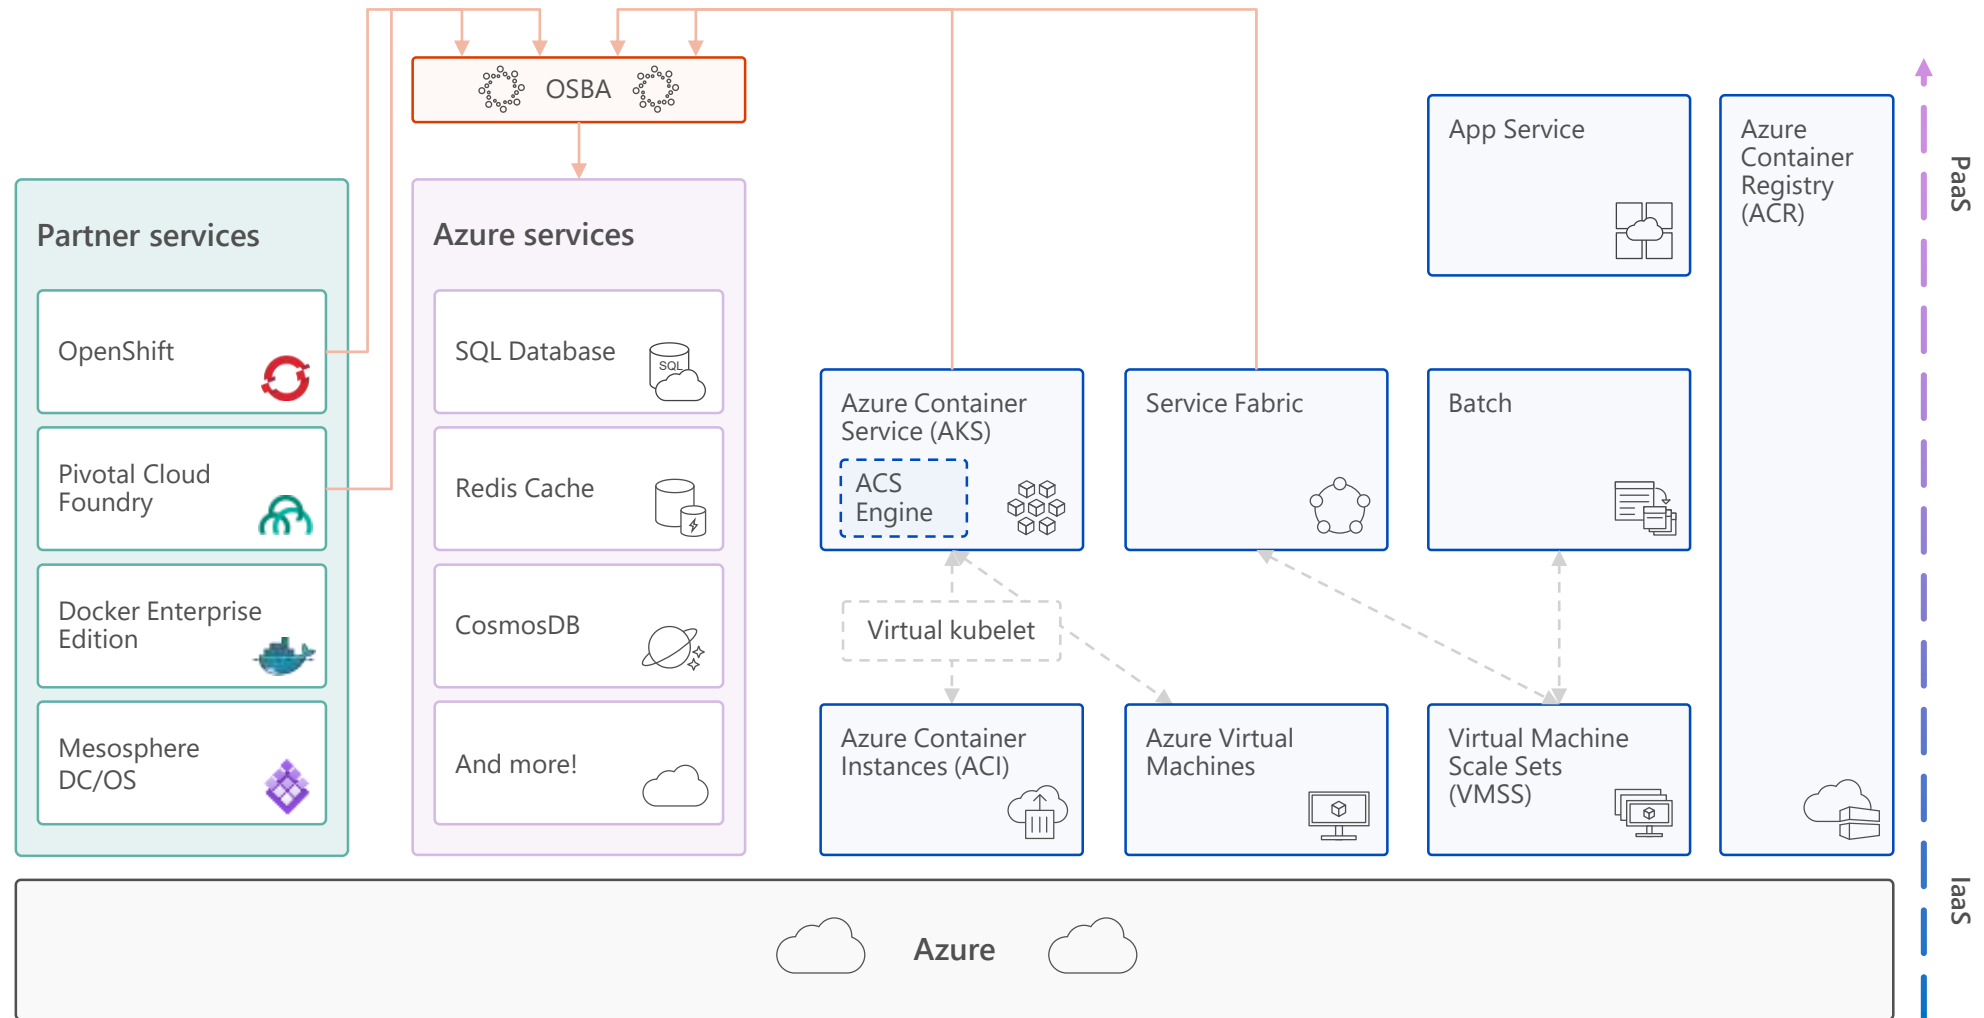 OSBA
Partner services
OpenShift
Pivotal Cloud
Foundry
Docker Enterprise
Edition
Mesosphere
DC/OS
Azure services
SQL Database
SQL
Redis Cache
CosmosDB
And more!
Azure Container
Service (AKS)
ACS
Engine
Service Fabric
App Service
Batch
Virtual kubelet
Azure Container
Instances (ACI)
Azure Virtual
Machines
Virtual Machine
Scale Sets
(VMSS)
Azure
Container
Registry
(ACR)
PaaS
IaaS
Azure